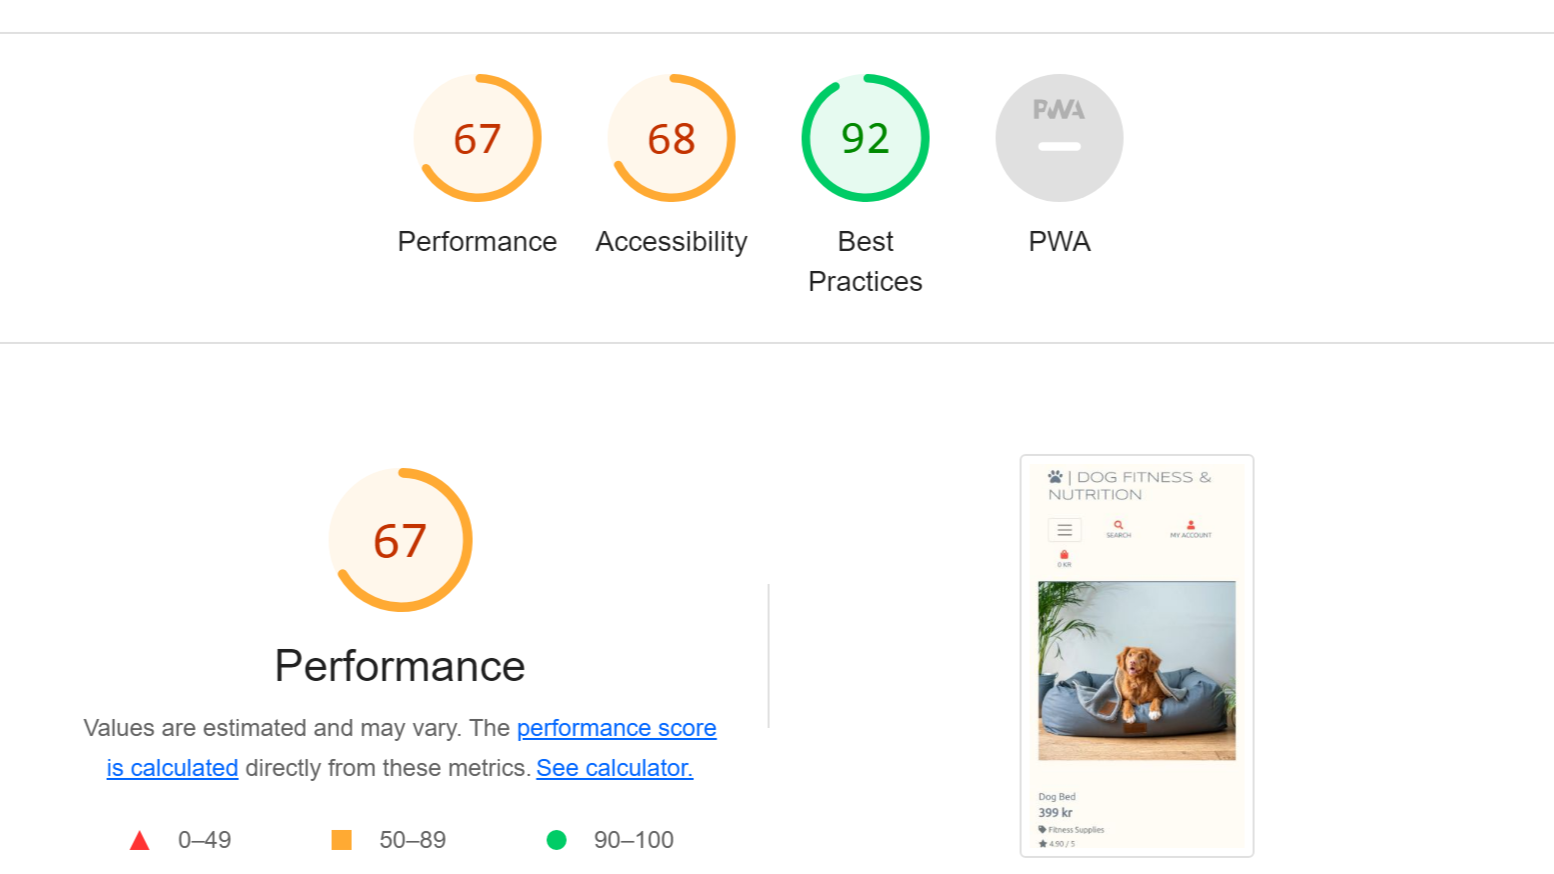 67
68
92
PWA
Performance
Accessibility
Best
Practices
PWA
67
Performance
Values are estimated and may vary. The performance score
is calculated directly from these metrics. See calculator.
0–49
50–89
90–100
| DOG FITNESS &
NUTRITION
SEARCH
MY ACCOUNT
0 KR
Dog Bed
399 kr
Fitness Supplies
4.90 / 5